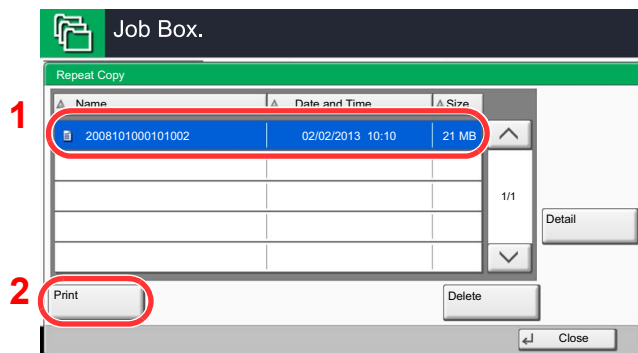 Job Box.
Repeat Copy
1
Name Date and Time Size
2008101000101002 02/02/2013 10:10 21 MB
1/1
Detail
2
Print Delete
Close